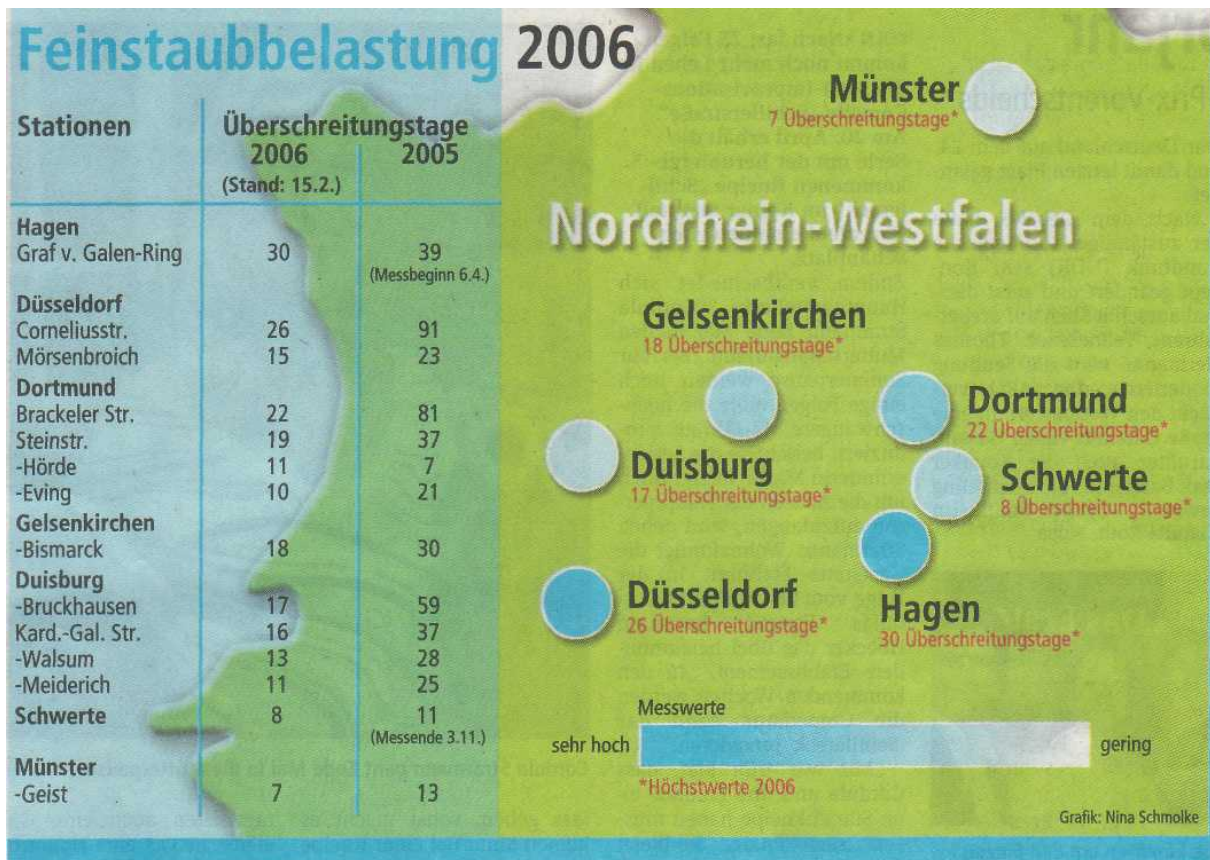 Feinstaubbelastung 2006
Stationen Überschreitungstage
2006 2005
(Stand: 15.2.)
Hagen
Graf v. Galen-Ring 30 39
(Messbeginn 6.4.)
Düsseldorf
Corneliusstr. 26 91
Mörsenbroich 15 23
Dortmund
Brackeler Str. 22 81
Steinstr. 19 37
-Hörde 11 7
-Eving 10 21
Gelsenkirchen
-Bismarck 18 30
Duisburg
-Bruckhausen 17 59
Kard.-Gal. Str. 16 37
-Walsum 13 28
-Meiderich 11 25
Schwerte 8 11
(Messende 3.11.)
Münster
-Geist 7 13
Münster
7 Überschreitungstage*
Nordrhein-Westfalen
Gelsenkirchen
18 Überschreitungstage*
Dortmund
22 Überschreitungstage*
Duisburg
17 Überschreitungstage*
Schwerte
8 Überschreitungstage*
Düsseldorf
26 Überschreitungstage*
Hagen
30 Überschreitungstage*
Messwerte
sehr hoch gering
*Höchstwerte 2006
Grafik: Nina Schmolke